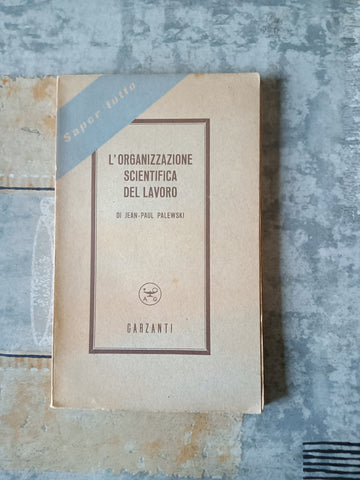 Saper tutto
L'ORGANIZZAZIONE
SCIENTIFICA
DEL LAVORO
DI JEAN-PAUL PALEWSKI
A G
GARZANTI